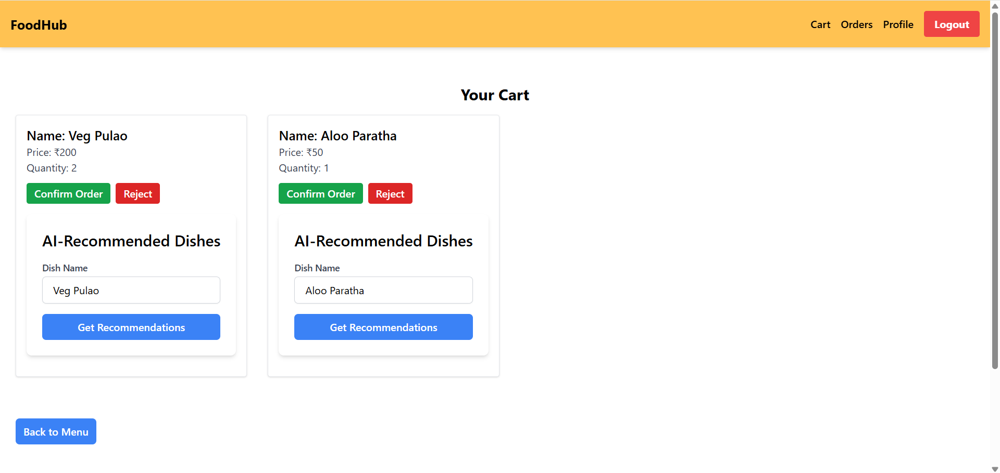 FoodHub
Cart Orders Profile Logout
Your Cart
Name: Veg Pulao
Price: ₹200
Quantity: 2
Confirm Order Reject
AI-Recommended Dishes
Dish Name
Veg Pulao
Get Recommendations
Name: Aloo Paratha
Price: ₹50
Quantity: 1
Confirm Order Reject
AI-Recommended Dishes
Dish Name
Aloo Paratha
Get Recommendations
Back to Menu